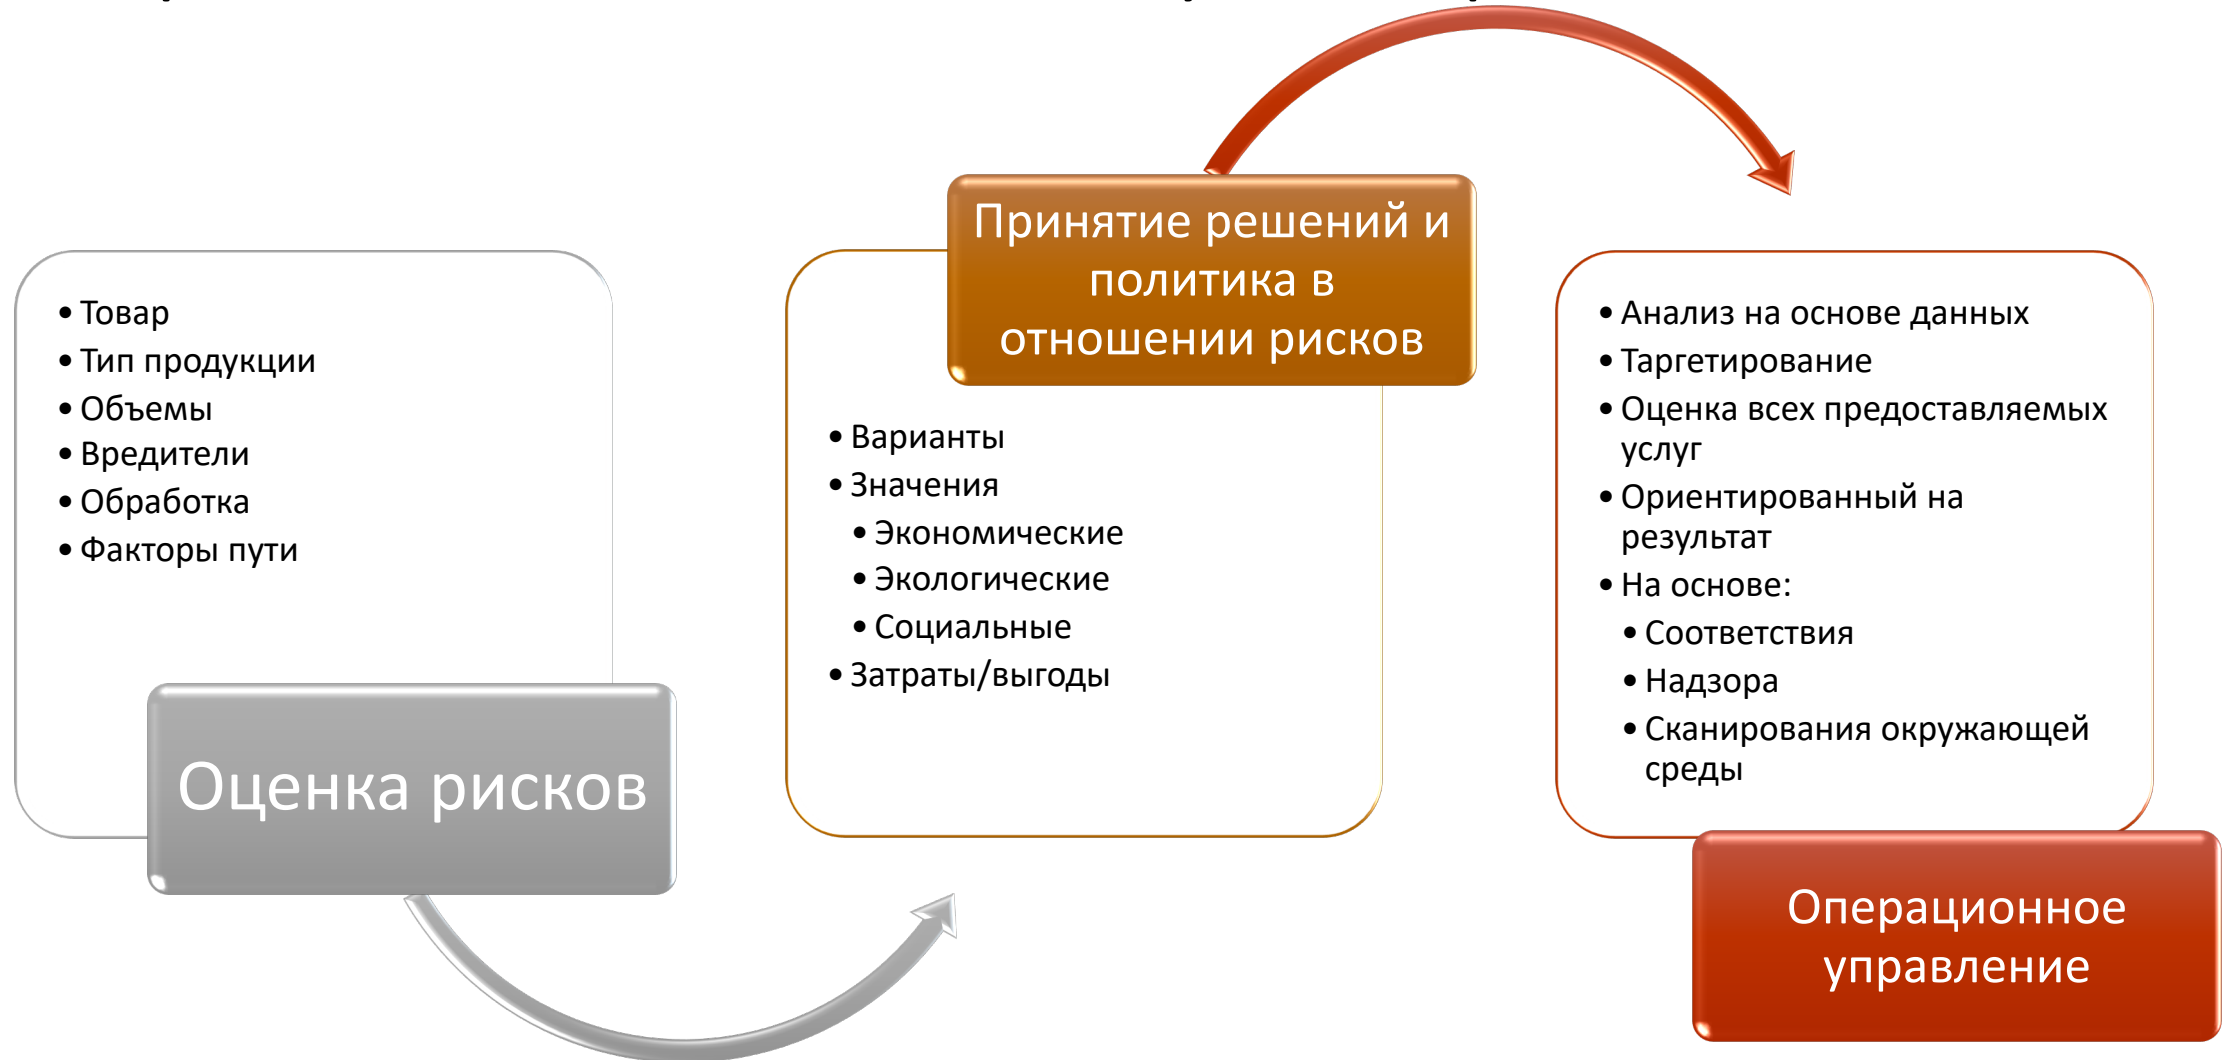 • Товар
• Тип продукции
• Объемы
• Вредители
• Обработка
• Факторы пути
Оценка рисков
Принятие решений и
политика в
отношении рисков
• Варианты
• Значения
• Экономические
• Экологические
• Социальные
• Затраты/выгоды
• Анализ на основе данных
• Таргетирование
• Оценка всех предоставляемых
услуг
• Ориентированный на
результат
• На основе:
• Соответствия
• Надзора
• Сканирования окружающей
среды
Операционное
управление